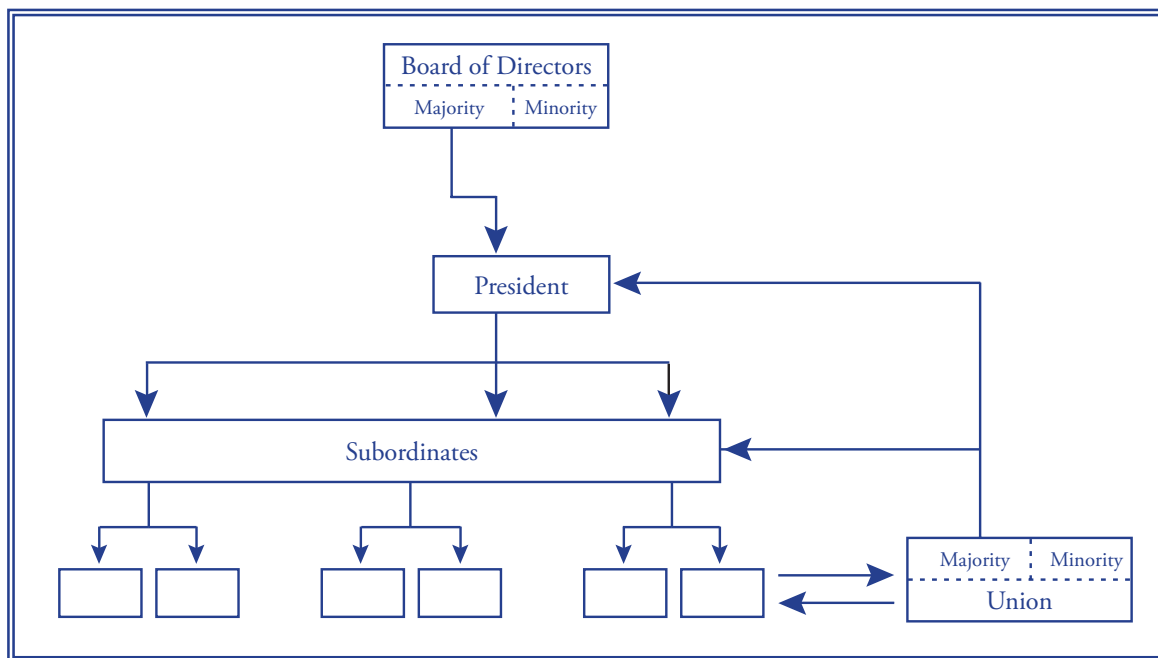 Board of Directors
Majority Minority
President
Subordinates
Majority Minority
Union